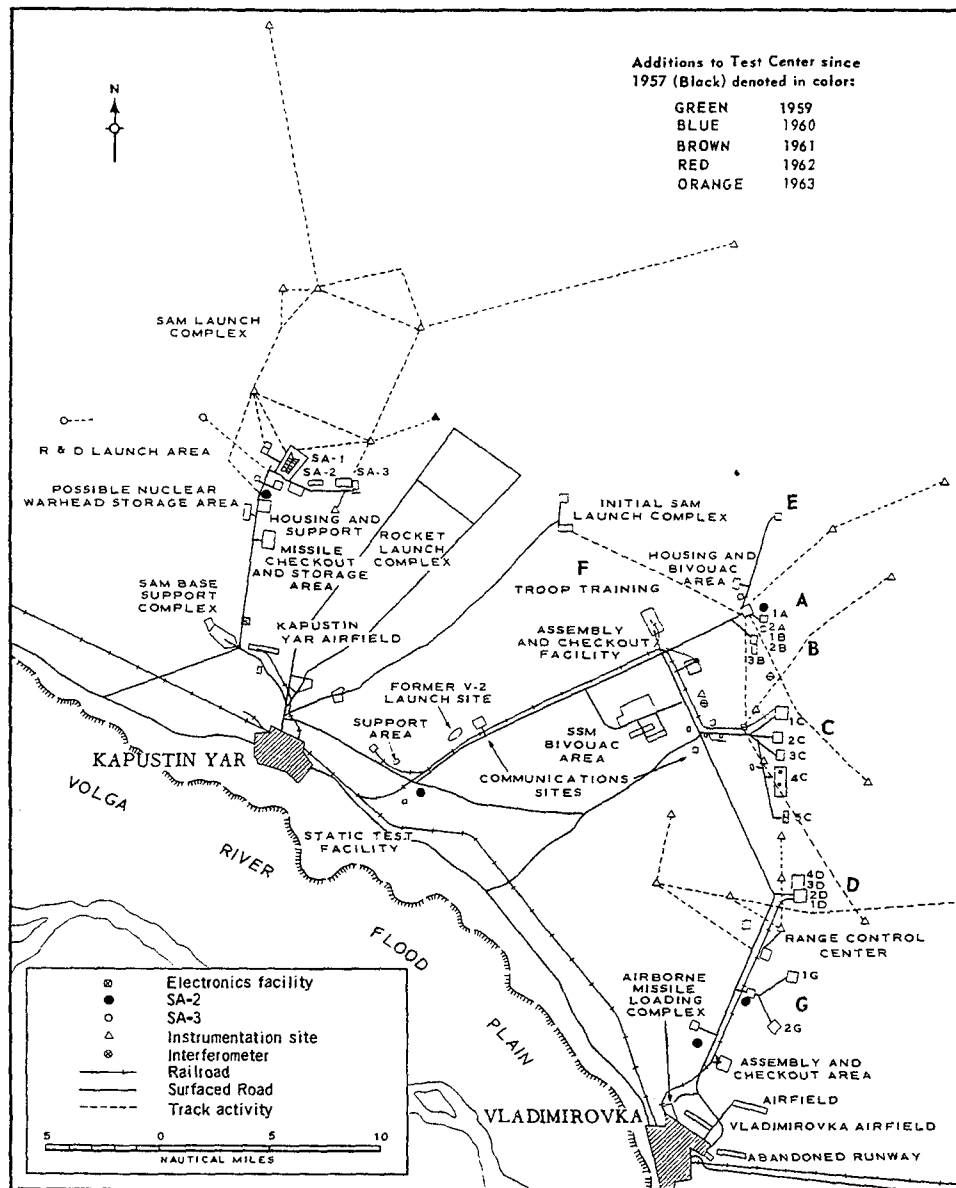 Additions to Test Center since
1957 (Black) denoted in color:
GREEN 1959
BLUE 1960
BROWN 1961
RED 1962
ORANGE 1963
N
SAM LAUNCH
COMPLEX
R & D LAUNCH AREA
SA-1
SA-2
SA-3
POSSIBLE NUCLEAR
WARHEAD STORAGE AREA
HOUSING AND
SUPPORT
MISSILE
CHECKOUT
AND STORAGE
AREA
ROCKET
LAUNCH
COMPLEX
INITIAL SAM
LAUNCH COMPLEX
E
HOUSING AND
BIVOUAC
AREA
F
TROOP TRAINING
SAM BASE
SUPPORT
COMPLEX
KAPUSTIN
YAR AIRFIELD
ASSEMBLY
AND CHECKOUT
FACILITY
A
1A
2A
1B
2B
3B
B
FORMER V-2
LAUNCH SITE
SUPPORT
AREA
SSM
BIVOUAC
AREA
C
1C
2C
3C
4C
5C
KAPUSTIN YAR
COMMUNICATIONS
SITES
STATIC TEST
FACILITY
VOLGA
RIVER
FLOOD
PLAIN
4D
3D
2D
1D
D
RANGE CONTROL
CENTER
AIRBORNE
MISSILE
LOADING
COMPLEX
1G
G
2G
ASSEMBLY AND
CHECKOUT AREA
VLADIMIROVKA
AIRFIELD
VLADIMIROVKA AIRFIELD
ABANDONED RUNWAY
Electronics facility
SA-2
SA-3
Instrumentation site
Interferometer
Railroad
Surfaced Road
Track activity
5 0 5 10
NAUTICAL MILES